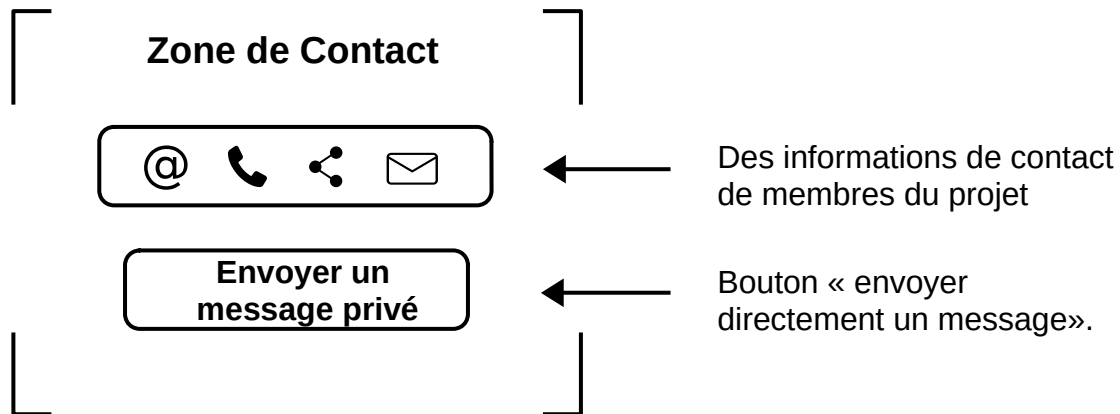 Zone de Contact
@
Des informations de contact
de membres du projet
Envoyer un
message privé
Bouton « envoyer
directement un message».